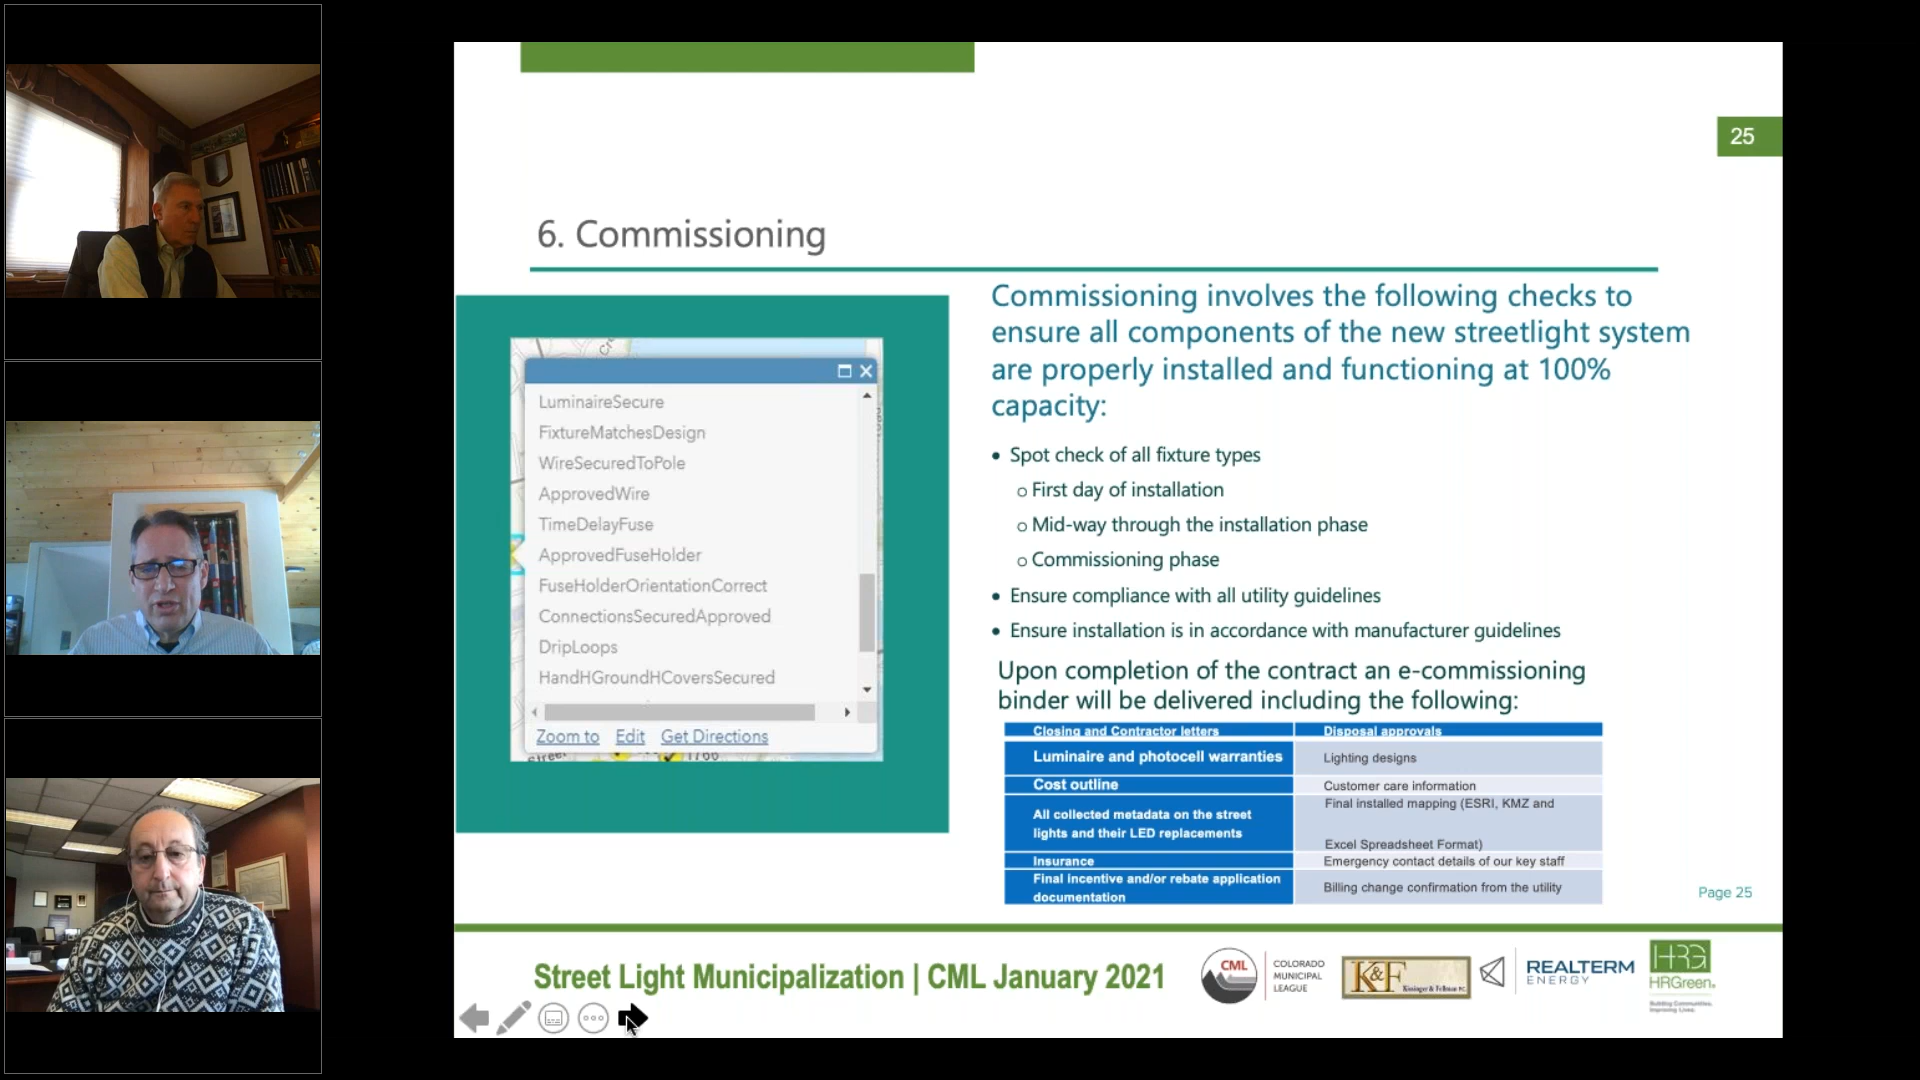 25
6. Commissioning
LuminaireSecure
FixtureMatchesDesign
WireSecuredToPole
ApprovedWire
TimeDelayFuse
ApprovedFuseHolder
FuseHolderOrientationCorrect
ConnectionsSecuredApproved
DripLoops
HandHGroundHCoversSecured
Zoom to Edit Get Directions
Street
1766
Commissioning involves the following checks to
ensure all components of the new streetlight system
are properly installed and functioning at 100%
capacity:
• Spot check of all fixture types
o First day of installation
o Mid-way through the installation phase
o Commissioning phase
• Ensure compliance with all utility guidelines
• Ensure installation is in accordance with manufacturer guidelines
Upon completion of the contract an e-commissioning
binder will be delivered including the following:
Closing and Contractor letters
Disposal approvals
Luminaire and photocell warranties
Lighting designs
Cost outline
Customer care information
All collected metadata on the street
lights and their LED replacements
Final installed mapping (ESRI, KMZ and
Excel Spreadsheet Format)
Insurance
Emergency contact details of our key staff
Final incentive and/or rebate application
documentation
Billing change confirmation from the utility
Page 25
Street Light Municipalization | CML January 2021
CML
COLORADO
MUNICIPAL
LEAGUE
K&F
Kissinger & Fellman P.C.
REALTERM
ENERGY
HRG
HRGreen.
Building Communities.
Improving Lives.